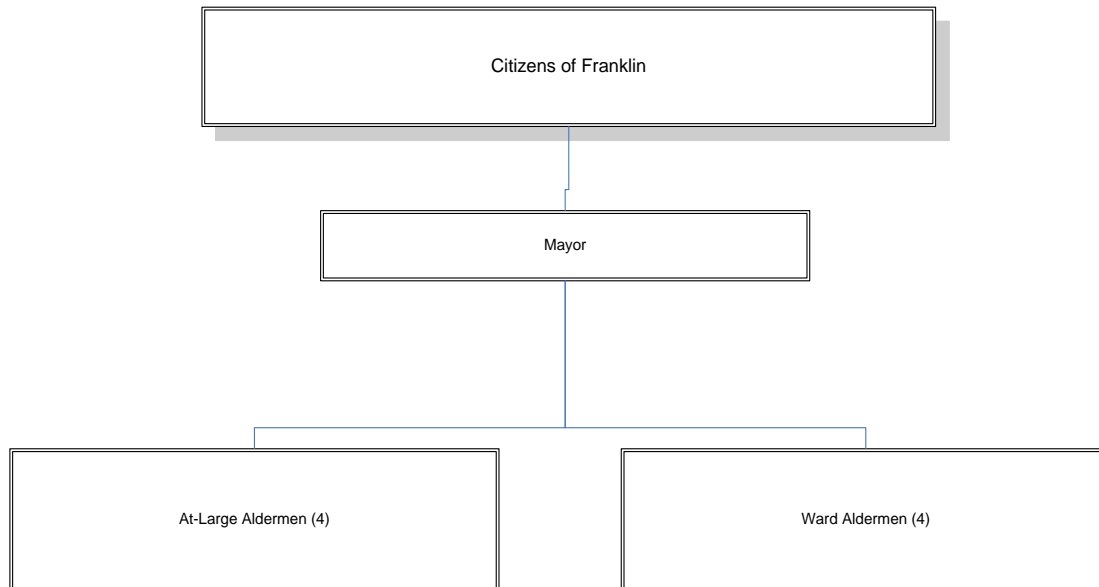 Citizens of Franklin
Mayor
At-Large Aldermen (4)
Ward Aldermen (4)